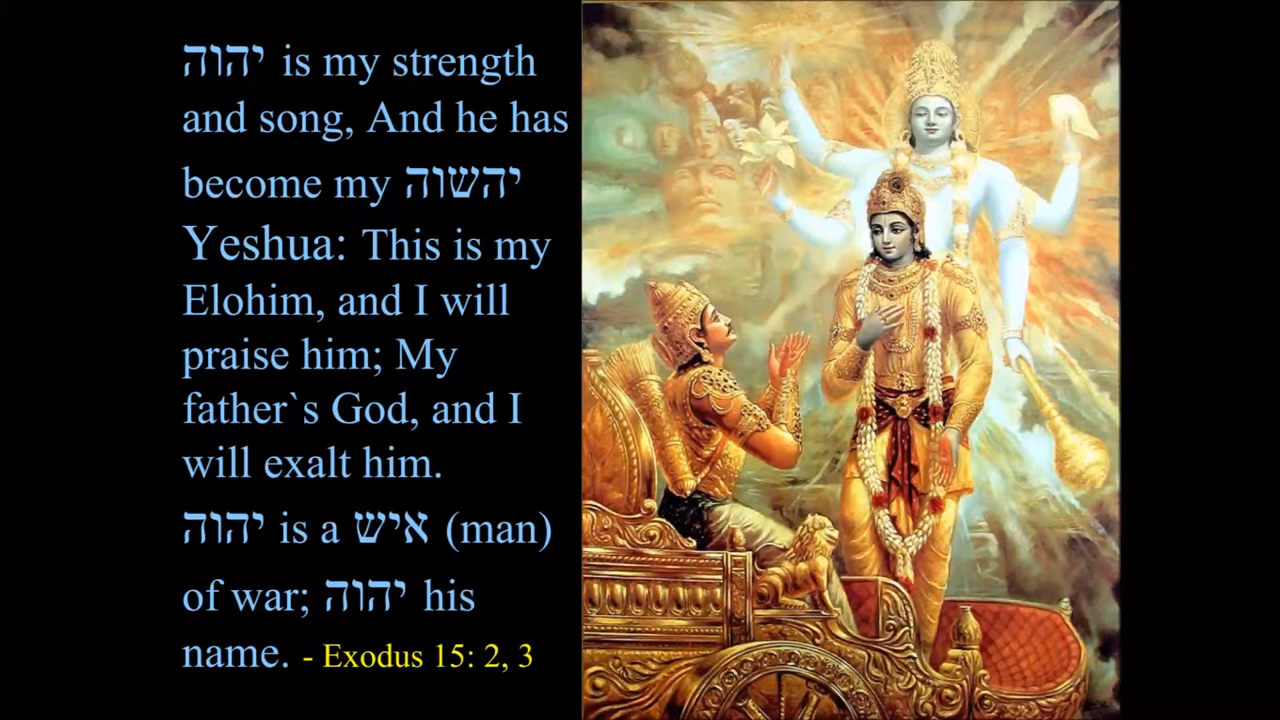 יהוה is my strength
and song, And he has
become my יהשוה
Yeshua: This is my
Elohim, and I will
praise him; My
father`s God, and I
will exalt him.
יהוה is a איש (man)
of war; יהוה his
name. - Exodus 15: 2, 3